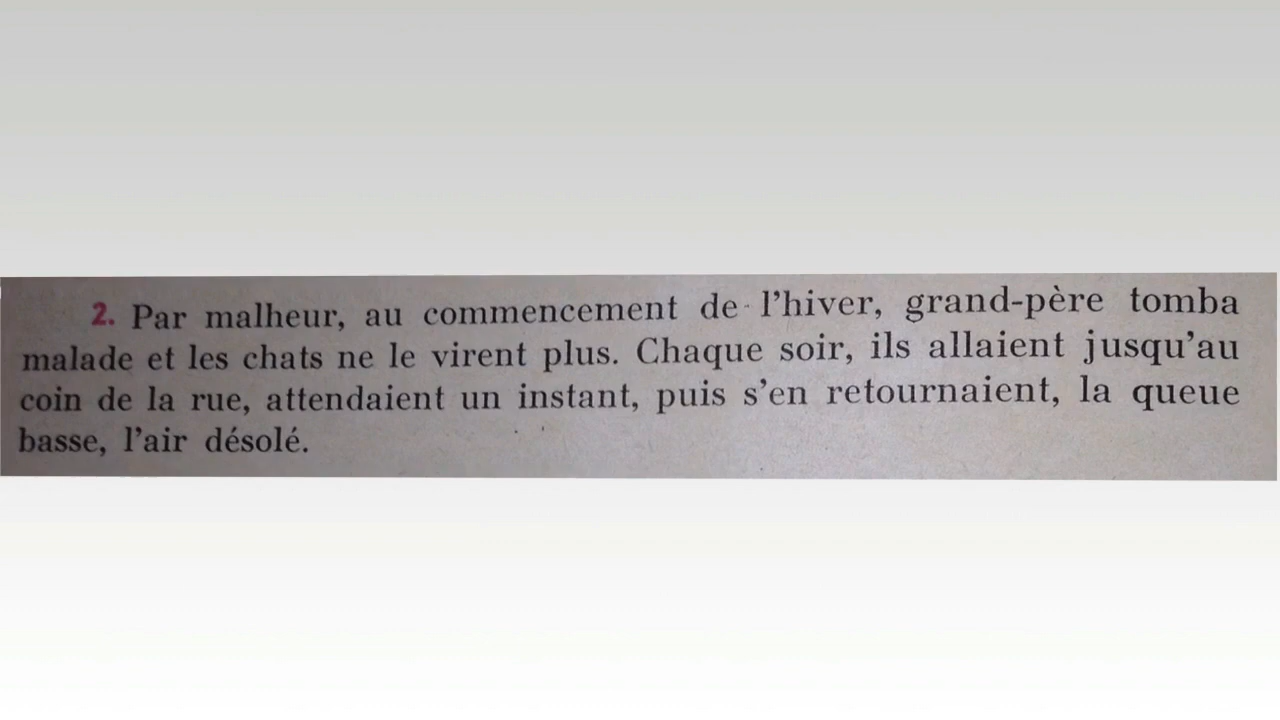 2. Par malheur, au commencement de l'hiver, grand-père tomba
malade et les chats ne le virent plus. Chaque soir, ils allaient jusqu'au
coin de la rue, attendaient un instant, puis s'en retournaient, la queue
basse, l'air désolé.